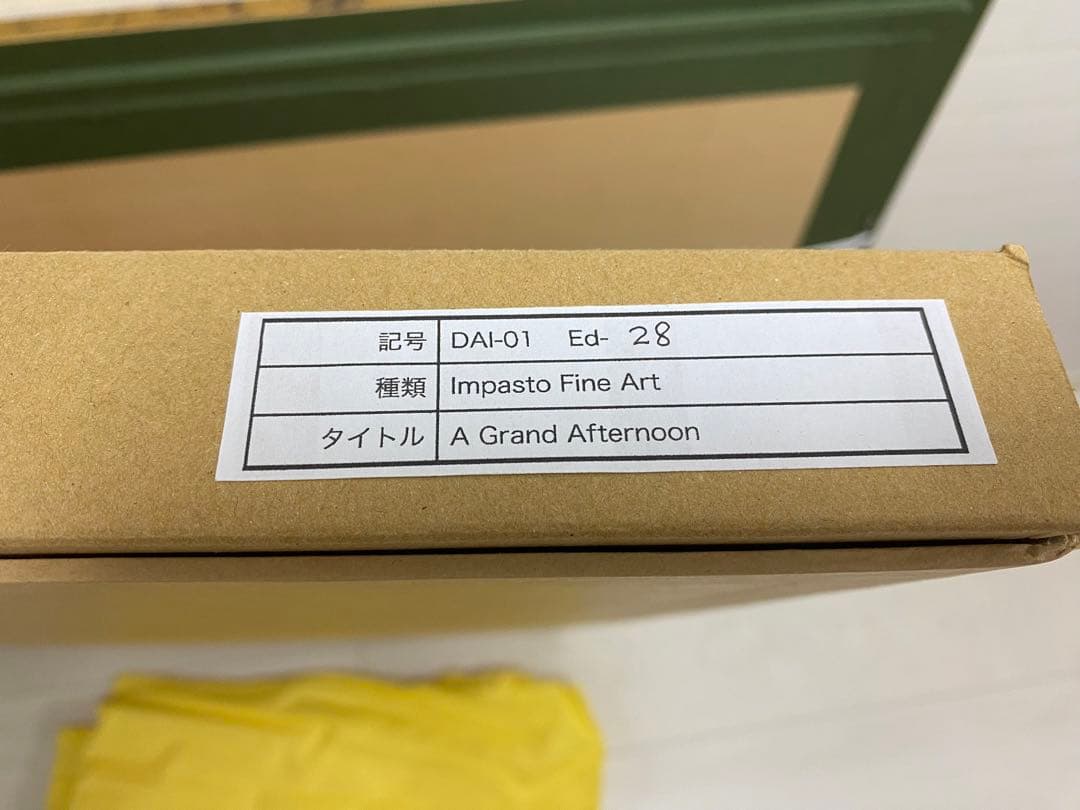 記号 DAI-01 Ed- 28
種類 Impasto Fine Art
タイトル A Grand Afternoon